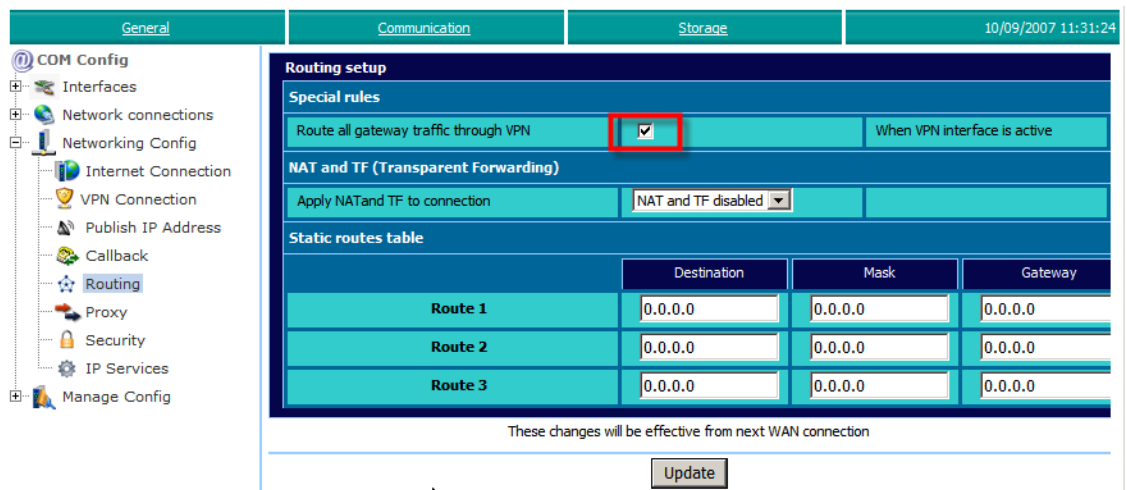 General Communication Storage 10/09/2007 11:31:24
COM Config
Interfaces
Network connections
Networking Config
Internet Connection
VPN Connection
Publish IP Address
Callback
Routing
Proxy
Security
IP Services
Manage Config
Routing setup
Special rules
Route all gateway traffic through VPN When VPN interface is active
NAT and TF (Transparent Forwarding)
Apply NATand TF to connection NAT and TF disabled
Static routes table
Destination Mask Gateway
Route 1 0.0.0.0 0.0.0.0 0.0.0.0
Route 2 0.0.0.0 0.0.0.0 0.0.0.0
Route 3 0.0.0.0 0.0.0.0 0.0.0.0
These changes will be effective from next WAN connection
Update